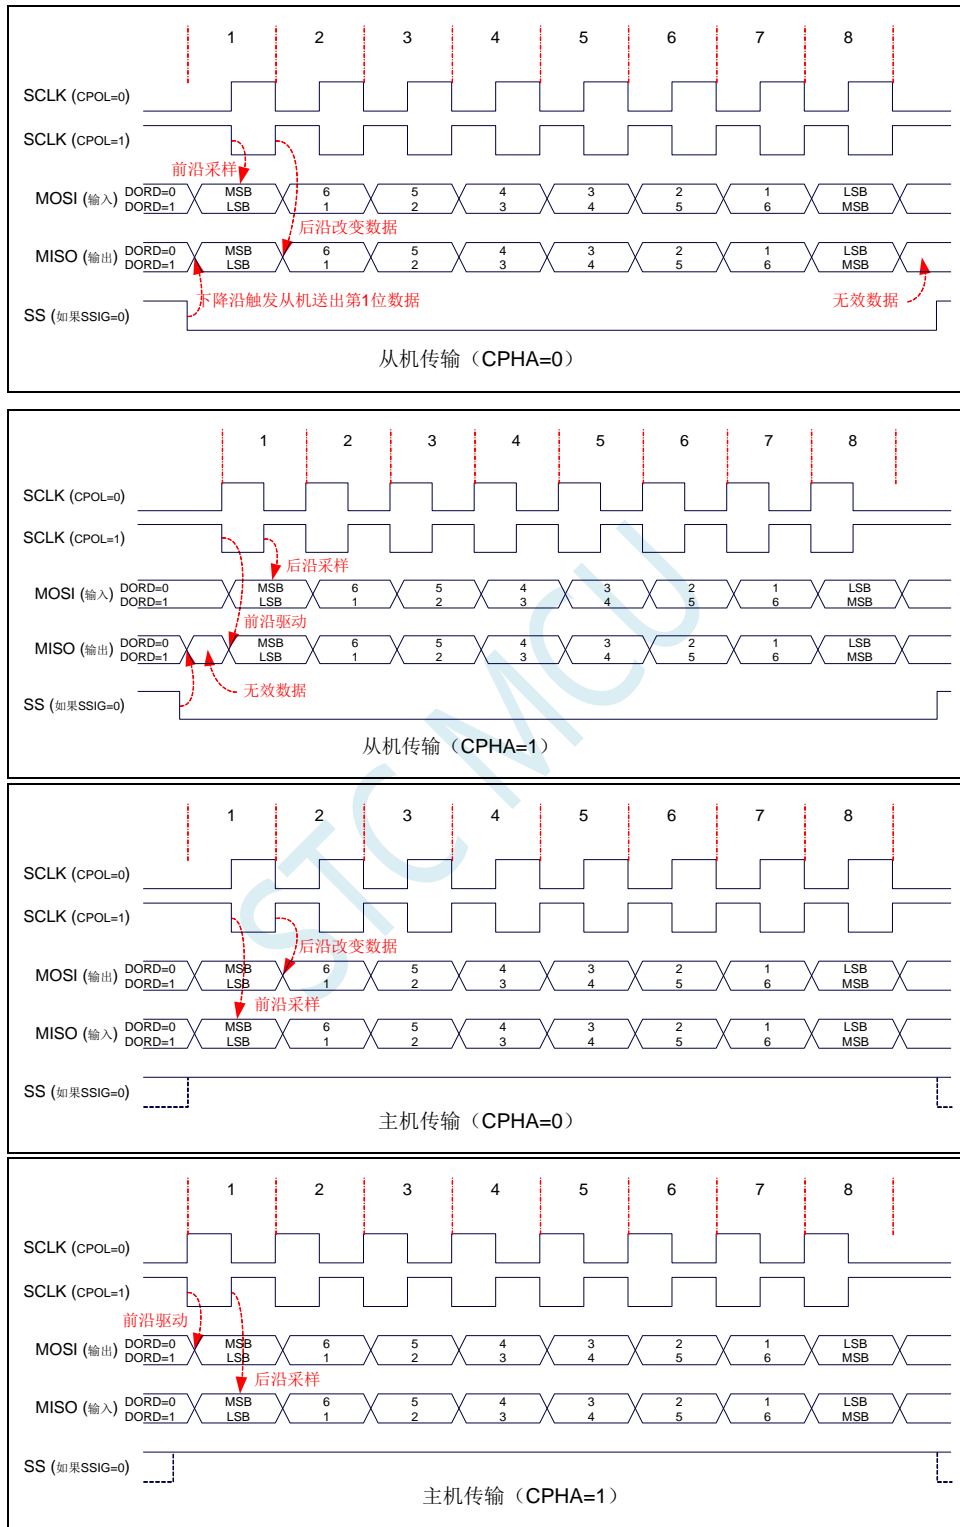 1 2 3 4 5 6 7 8
SCLK (CPOL=0)
SCLK (CPOL=1)
前沿采样
MOSI (输入) DORD=0 MSB 6 5 4 3 2 1 LSB
DORD=1 LSB 1 2 3 4 5 6 MSB
后沿改变数据
MISO (输出) DORD=0 MSB 6 5 4 3 2 1 LSB
DORD=1 LSB 1 2 3 4 5 6 MSB
下降沿触发从机送出第1位数据 无效数据
SS (如果SSIG=0)
从机传输（CPHA=0）
1 2 3 4 5 6 7 8
SCLK (CPOL=0)
SCLK (CPOL=1)
后沿采样
MOSI (输入) DORD=0 MSB 6 5 4 3 2 1 LSB
DORD=1 LSB 1 2 3 4 5 6 MSB
前沿驱动
MISO (输出) DORD=0 MSB 6 5 4 3 2 1 LSB
DORD=1 LSB 1 2 3 4 5 6 MSB
无效数据
SS (如果SSIG=0)
从机传输（CPHA=1）
STC MCU
1 2 3 4 5 6 7 8
SCLK (CPOL=0)
SCLK (CPOL=1)
后沿改变数据
MOSI (输出) DORD=0 MSB 6 5 4 3 2 1 LSB
DORD=1 LSB 1 2 3 4 5 6 MSB
前沿采样
MISO (输入) DORD=0 MSB 6 5 4 3 2 1 LSB
DORD=1 LSB 1 2 3 4 5 6 MSB
SS (如果SSIG=0)
主机传输（CPHA=0）
1 2 3 4 5 6 7 8
SCLK (CPOL=0)
SCLK (CPOL=1)
前沿驱动
MOSI (输出) DORD=0 MSB 6 5 4 3 2 1 LSB
DORD=1 LSB 1 2 3 4 5 6 MSB
后沿采样
MISO (输入) DORD=0 MSB 6 5 4 3 2 1 LSB
DORD=1 LSB 1 2 3 4 5 6 MSB
SS (如果SSIG=0)
主机传输（CPHA=1）